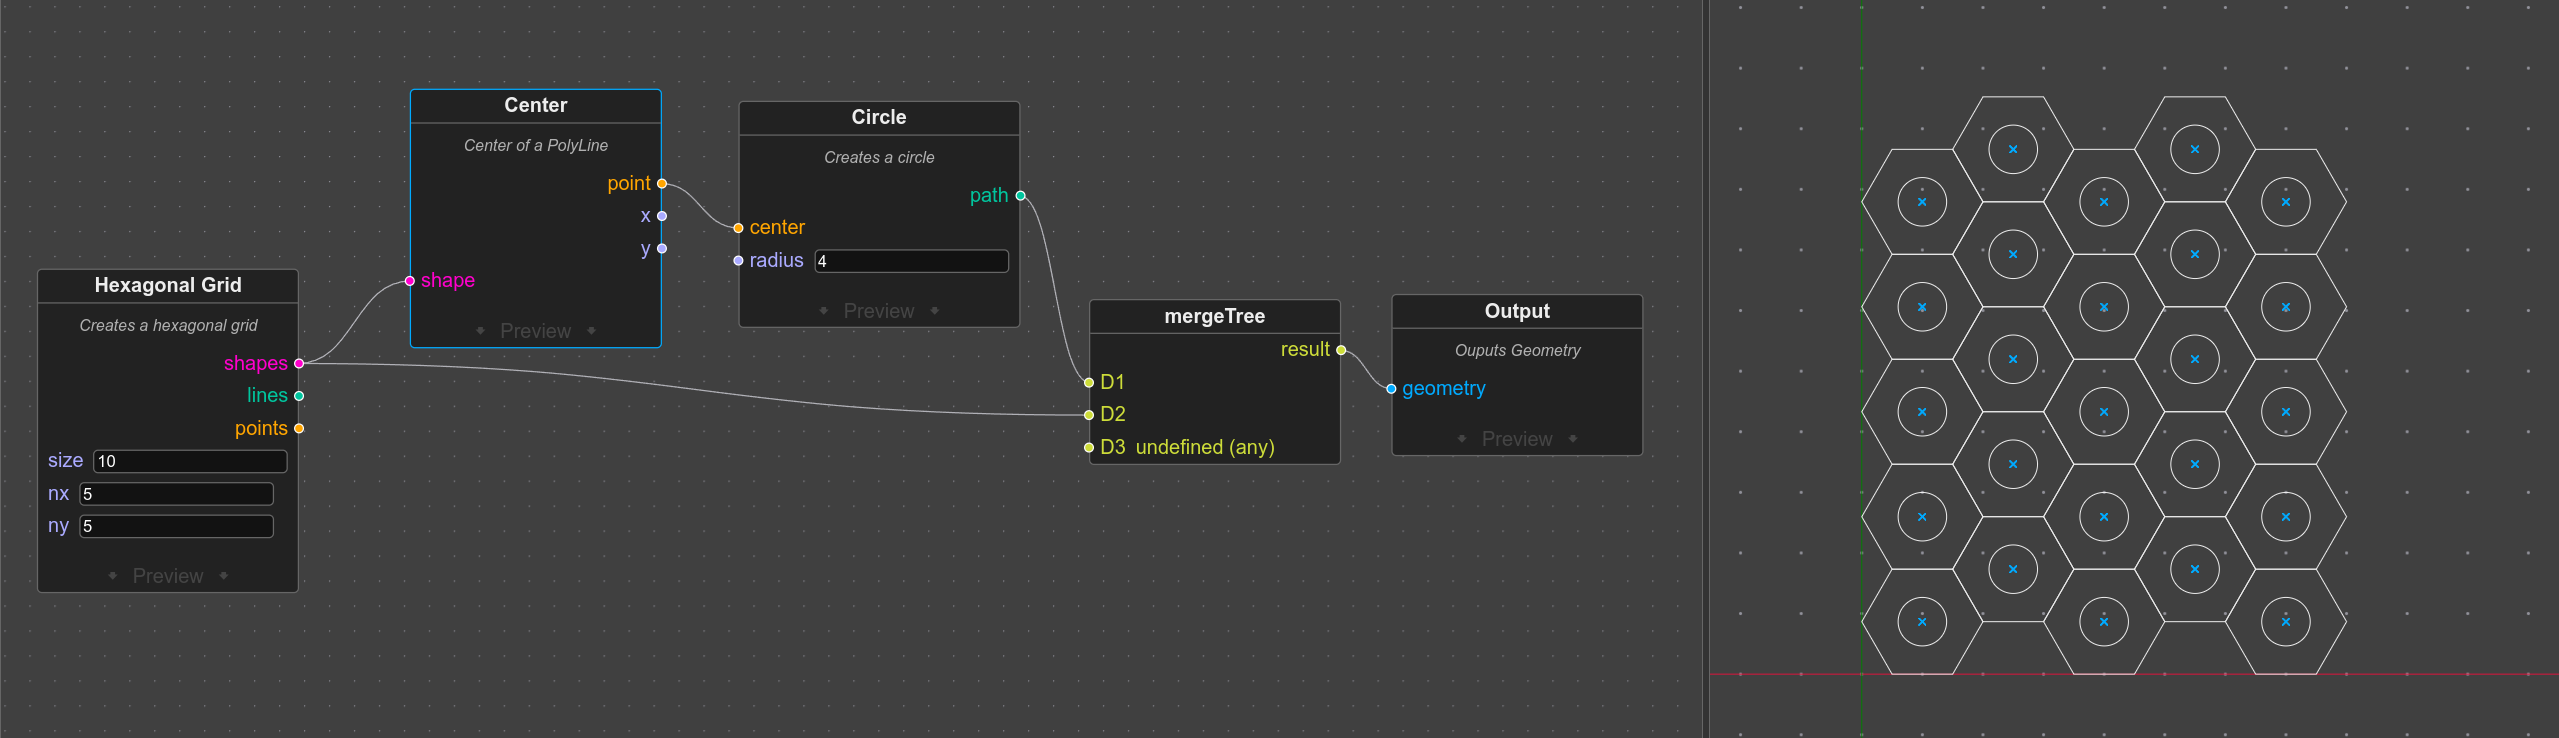 Hexagonal Grid
Creates a hexagonal grid
shapes
lines
points
size 10
nx 5
ny 5
Preview
Center
Center of a PolyLine
point
x
y
shape
Preview
Circle
Creates a circle
path
center
radius 4
Preview
mergeTree
result
D1
D2
D3 undefined (any)
Output
Ouputs Geometry
geometry
Preview